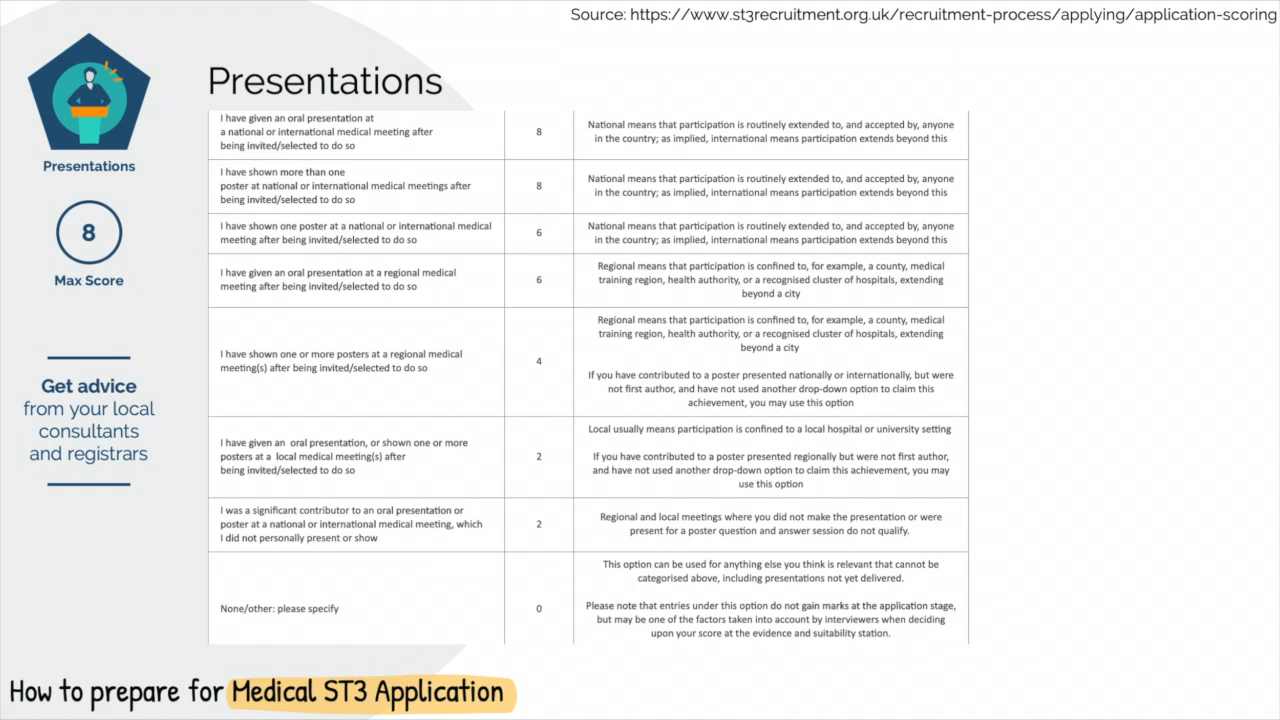 Source: https://www.st3recruitment.org.uk/recruitment-process/applying/application-scoring
Presentations
8
Max Score
Get advice
from your local
consultants
and registrars
Presentations
I have given an oral presentation at
a national or international medical meeting after
being invited/selected to do so
8
National means that participation is routinely extended to, and accepted by, anyone
in the country; as implied, international means participation extends beyond this
I have shown more than one
poster at national or international medical meetings after
being invited/selected to do so
8
National means that participation is routinely extended to, and accepted by, anyone
in the country; as implied, international means participation extends beyond this
I have shown one poster at a national or international medical
meeting after being invited/selected to do so
6
National means that participation is routinely extended to, and accepted by, anyone
in the country; as implied, international means participation extends beyond this
I have given an oral presentation at a regional medical
meeting after being invited/selected to do so
6
Regional means that participation is confined to, for example, a county, medical
training region, health authority, or a recognised cluster of hospitals, extending
beyond a city
I have shown one or more posters at a regional medical
meeting(s) after being invited/selected to do so
4
Regional means that participation is confined to, for example, a county, medical
training region, health authority, or a recognised cluster of hospitals, extending
beyond a city
If you have contributed to a poster presented nationally or internationally, but were
not first author, and have not used another drop-down option to claim this
achievement, you may use this option
I have given an oral presentation, or shown one or more
posters at a local medical meeting(s) after
being invited/selected to do so
2
Local usually means participation is confined to a local hospital or university setting
If you have contributed to a poster presented regionally but were not first author,
and have not used another drop-down option to claim this achievement, you may
use this option
I was a significant contributor to an oral presentation or
poster at a national or international medical meeting, which
I did not personally present or show
2
Regional and local meetings where you did not make the presentation or were
present for a poster question and answer session do not qualify.
None/other: please specify
0
This option can be used for anything else you think is relevant that cannot be
categorised above, including presentations not yet delivered.
Please note that entries under this option do not gain marks at the application stage,
but may be one of the factors taken into account by interviewers when deciding
upon your score at the evidence and suitability station.
How to prepare for Medical ST3 Application